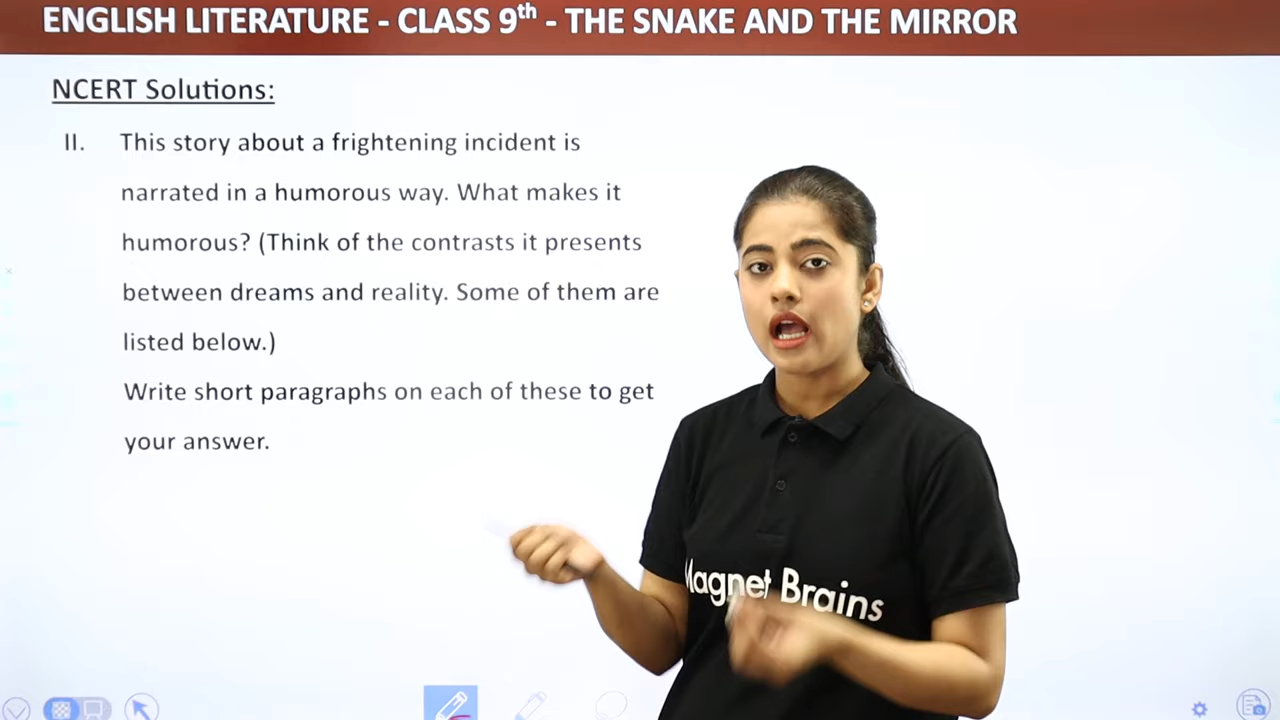 ENGLISH LITERATURE - CLASS 9th - THE SNAKE AND THE MIRROR
NCERT Solutions:
II. This story about a frightening incident is
narrated in a humorous way. What makes it
humorous? (Think of the contrasts it presents
between dreams and reality. Some of them are
listed below.)
Write short paragraphs on each of these to get
your answer.
Magnet Brains